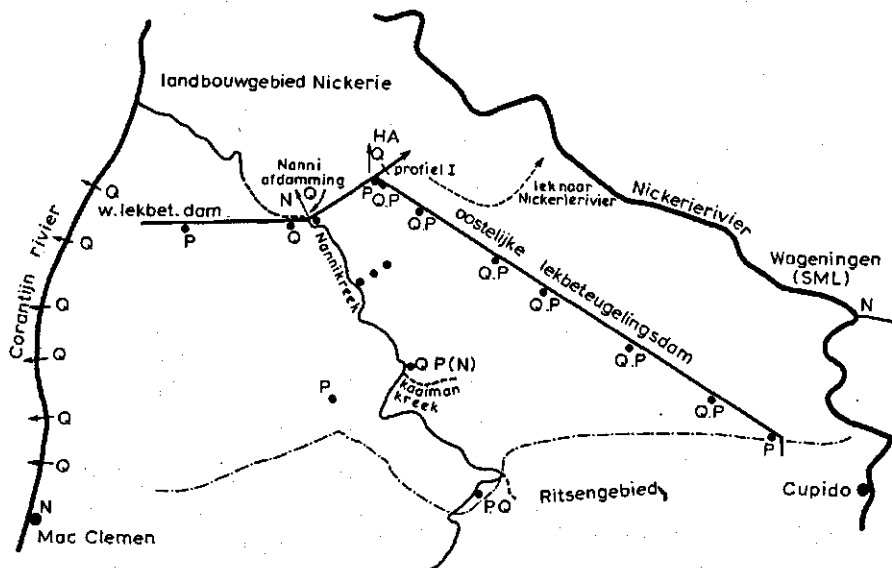 landbouwgebied Nickerie
HA
Q
Nanni
afdamming
profiel I
P
Q.P
N
Q
lek naar
Nickerierivier
Nickerierivier
Q
w.lekbet.dam
P
Q
Q.P
oostelijke lekbeteugelingsdam
Wageningen
(SML)
N
Corantijn rivier
Q
Nannikreek
Q.P
Q.P
Q
Q.P
Q
Q P(N)
kaaiman
kreek
P
Q.P
Q
P
Q
N
Mac Clemen
P.Q
Ritsengebied
Cupido